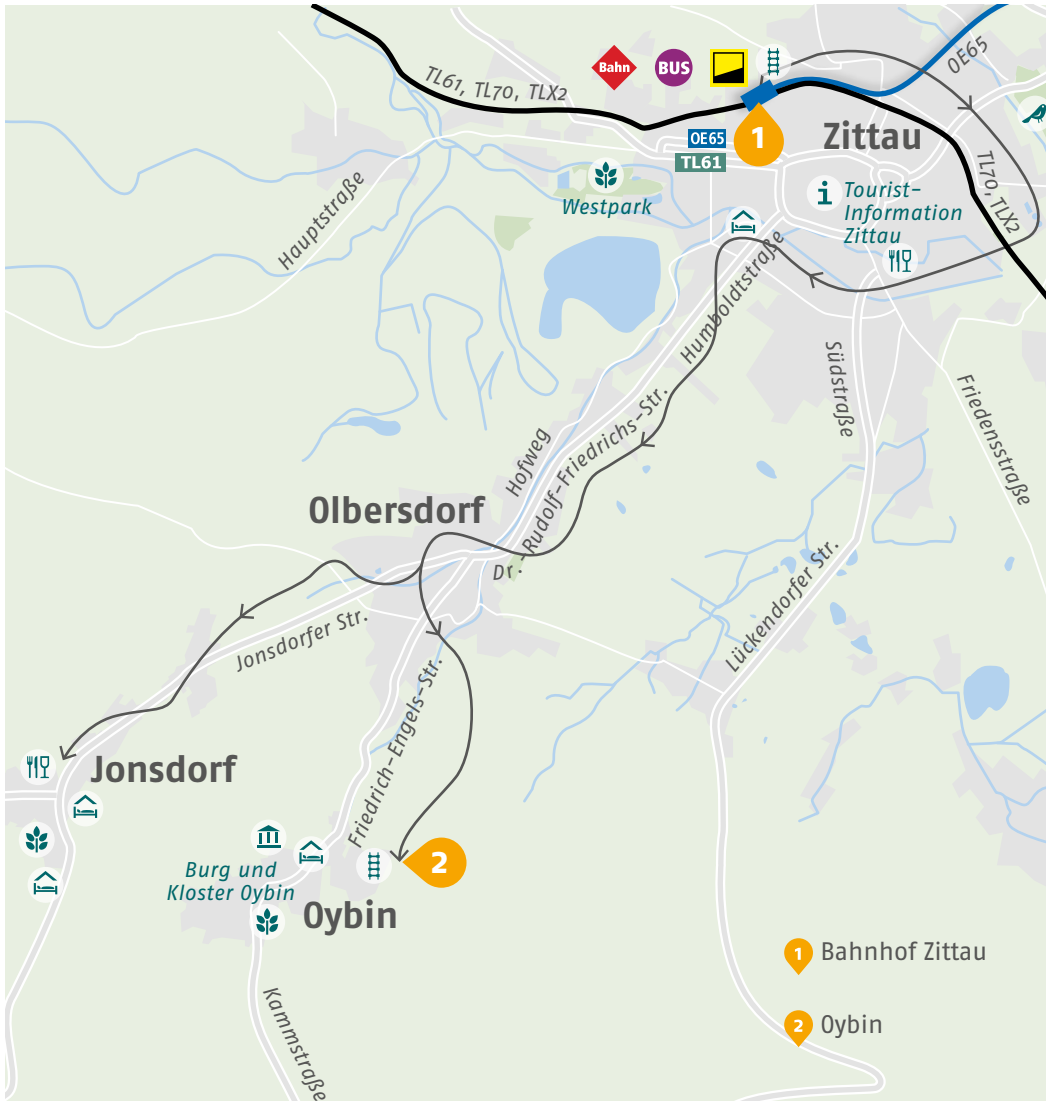 TL61, TL70, TLX2
Bahn
BUS
OE65
OE65
TL61
1
Zittau
TL70, TLX2
Westpark
i
Tourist-
Information
Zittau
Hauptstraße
Humboldtstraße
Südstraße
Friedensstraße
Hofweg
Dr.-Rudolf-Friedrichs-Str.
Olbersdorf
Lückendorfer Str.
Jonsdorfer Str.
Friedrich-Engels-Str.
Jonsdorf
2
Burg und
Kloster Oybin
Oybin
Kammstraße
1 Bahnhof Zittau
2 Oybin